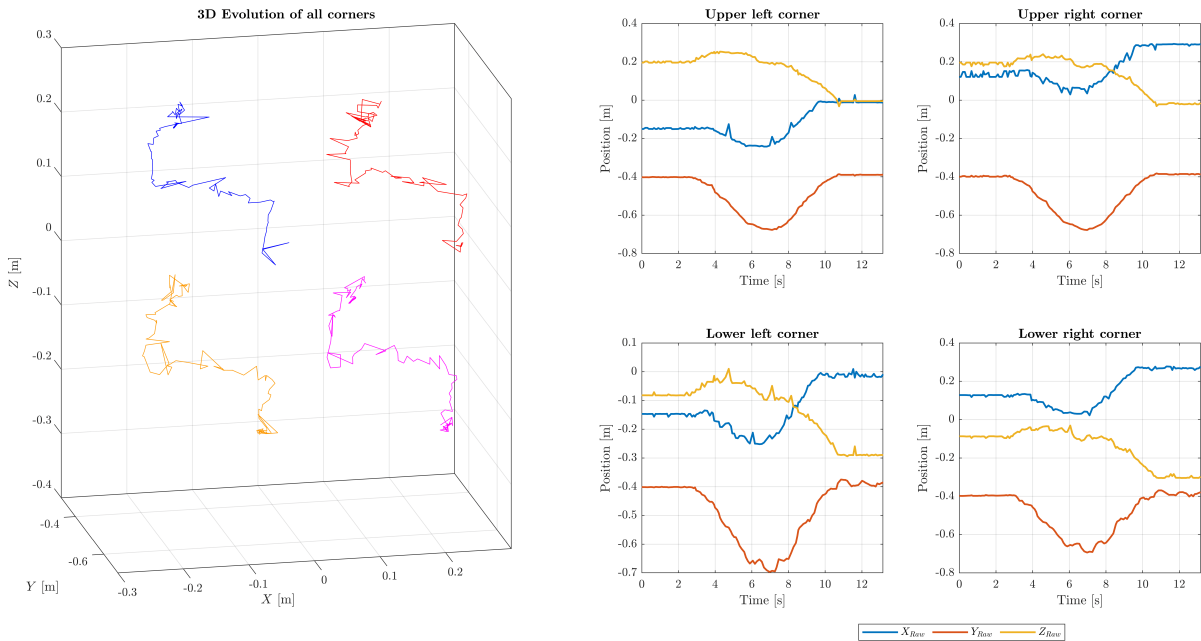 3D Evolution of all corners
0.3
0.2
0.1
0
-0.1
-0.2
-0.3
-0.4
Z [m]
-0.4
-0.6
Y [m]
-0.3
-0.2
-0.1
0
0.1
0.2
X [m]
Upper left corner
0.4
0.2
0
-0.2
-0.4
-0.6
-0.8
Position [m]
0 2 4 6 8 10 12
Time [s]
Upper right corner
0.4
0.2
0
-0.2
-0.4
-0.6
-0.8
Position [m]
0 2 4 6 8 10 12
Time [s]
Lower left corner
0.1
0
-0.1
-0.2
-0.3
-0.4
-0.5
-0.6
-0.7
Position [m]
0 2 4 6 8 10 12
Time [s]
Lower right corner
0.4
0.2
0
-0.2
-0.4
-0.6
-0.8
Position [m]
0 2 4 6 8 10 12
Time [s]
X_Raw Y_Raw Z_Raw